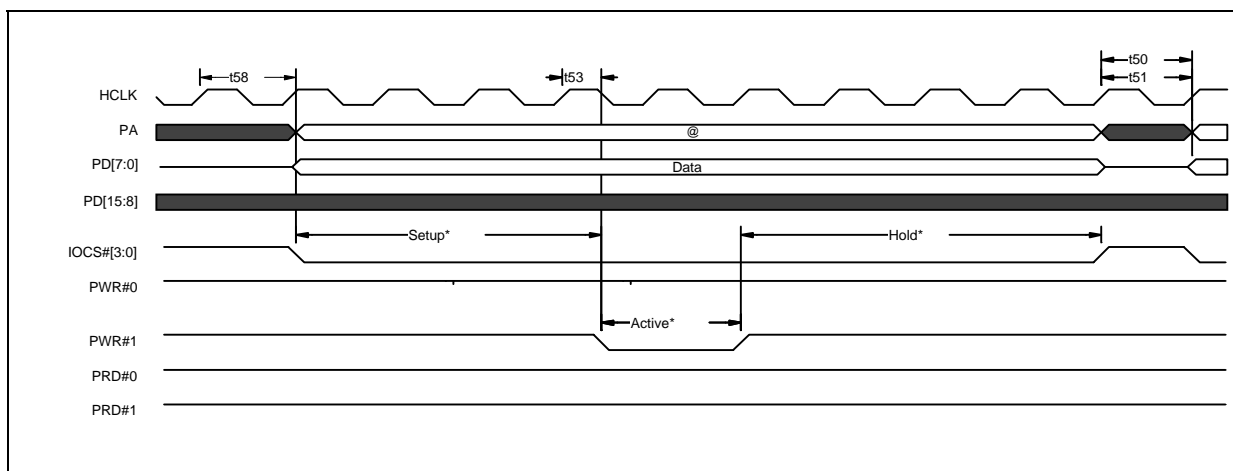 t58
t53
t50
t51
HCLK
PA
@
PD[7:0]
Data
PD[15:8]
Setup*
Hold*
IOCS#[3:0]
PWR#0
Active*
PWR#1
PRD#0
PRD#1